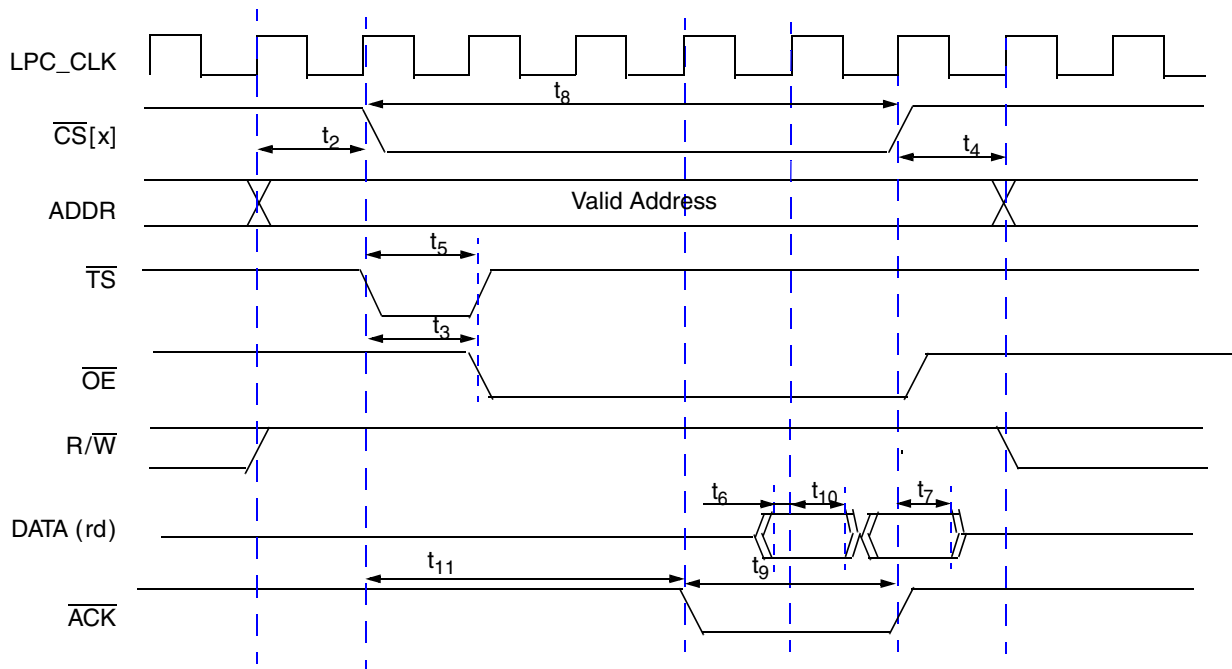 LPC_CLK
t8
CS[x]
t2
t4
ADDR
Valid Address
t5
TS
t3
OE
R/W
t6
t10
t7
DATA (rd)
t11
t9
ACK